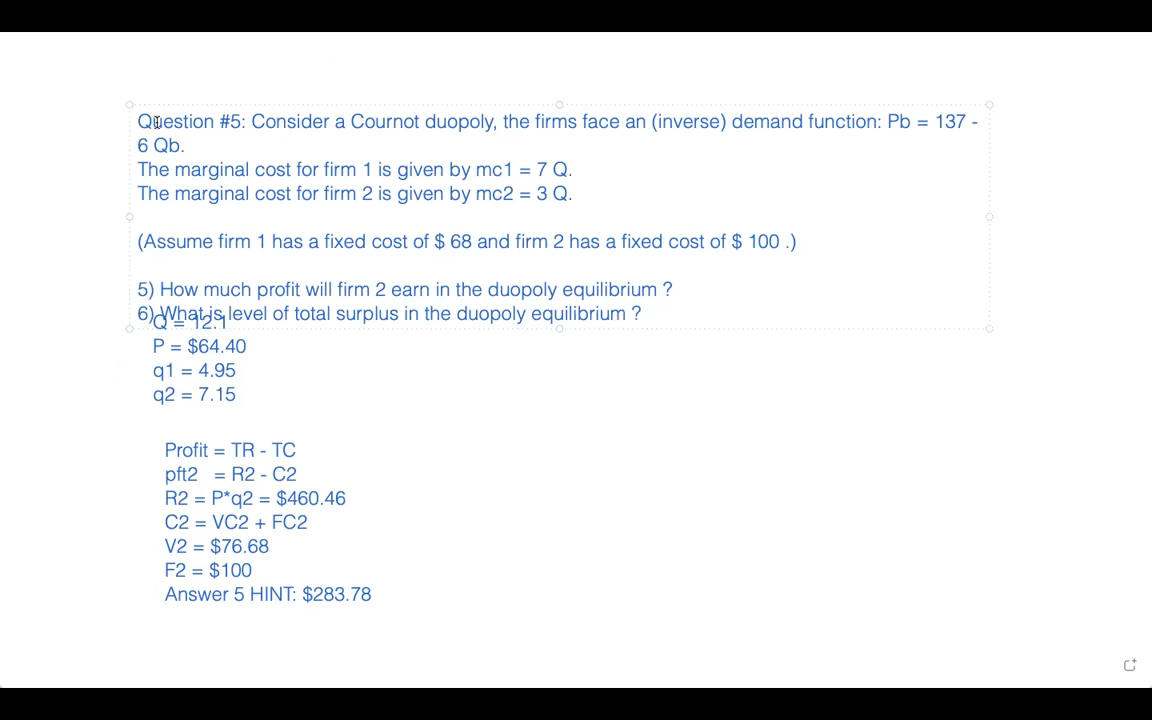 Question #5: Consider a Cournot duopoly, the firms face an (inverse) demand function: Pb = 137 -
6 Qb.
The marginal cost for firm 1 is given by mc1 = 7 Q.
The marginal cost for firm 2 is given by mc2 = 3 Q.
(Assume firm 1 has a fixed cost of $ 68 and firm 2 has a fixed cost of $ 100 .)
5) How much profit will firm 2 earn in the duopoly equilibrium ?
6) What is level of total surplus in the duopoly equilibrium ?
Q = 12.1
P = $64.40
q1 = 4.95
q2 = 7.15
Profit = TR - TC
pft2 = R2 - C2
R2 = P*q2 = $460.46
C2 = VC2 + FC2
V2 = $76.68
F2 = $100
Answer 5 HINT: $283.78